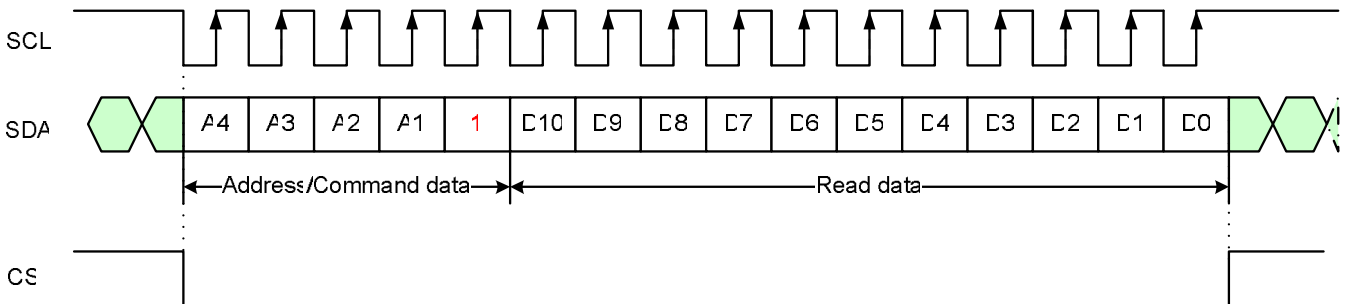 SCL
SDA A4 A3 A2 A1 1 D10 D9 D8 D7 D6 D5 D4 D3 D2 D1 D0
Address/Command data Read data
CS